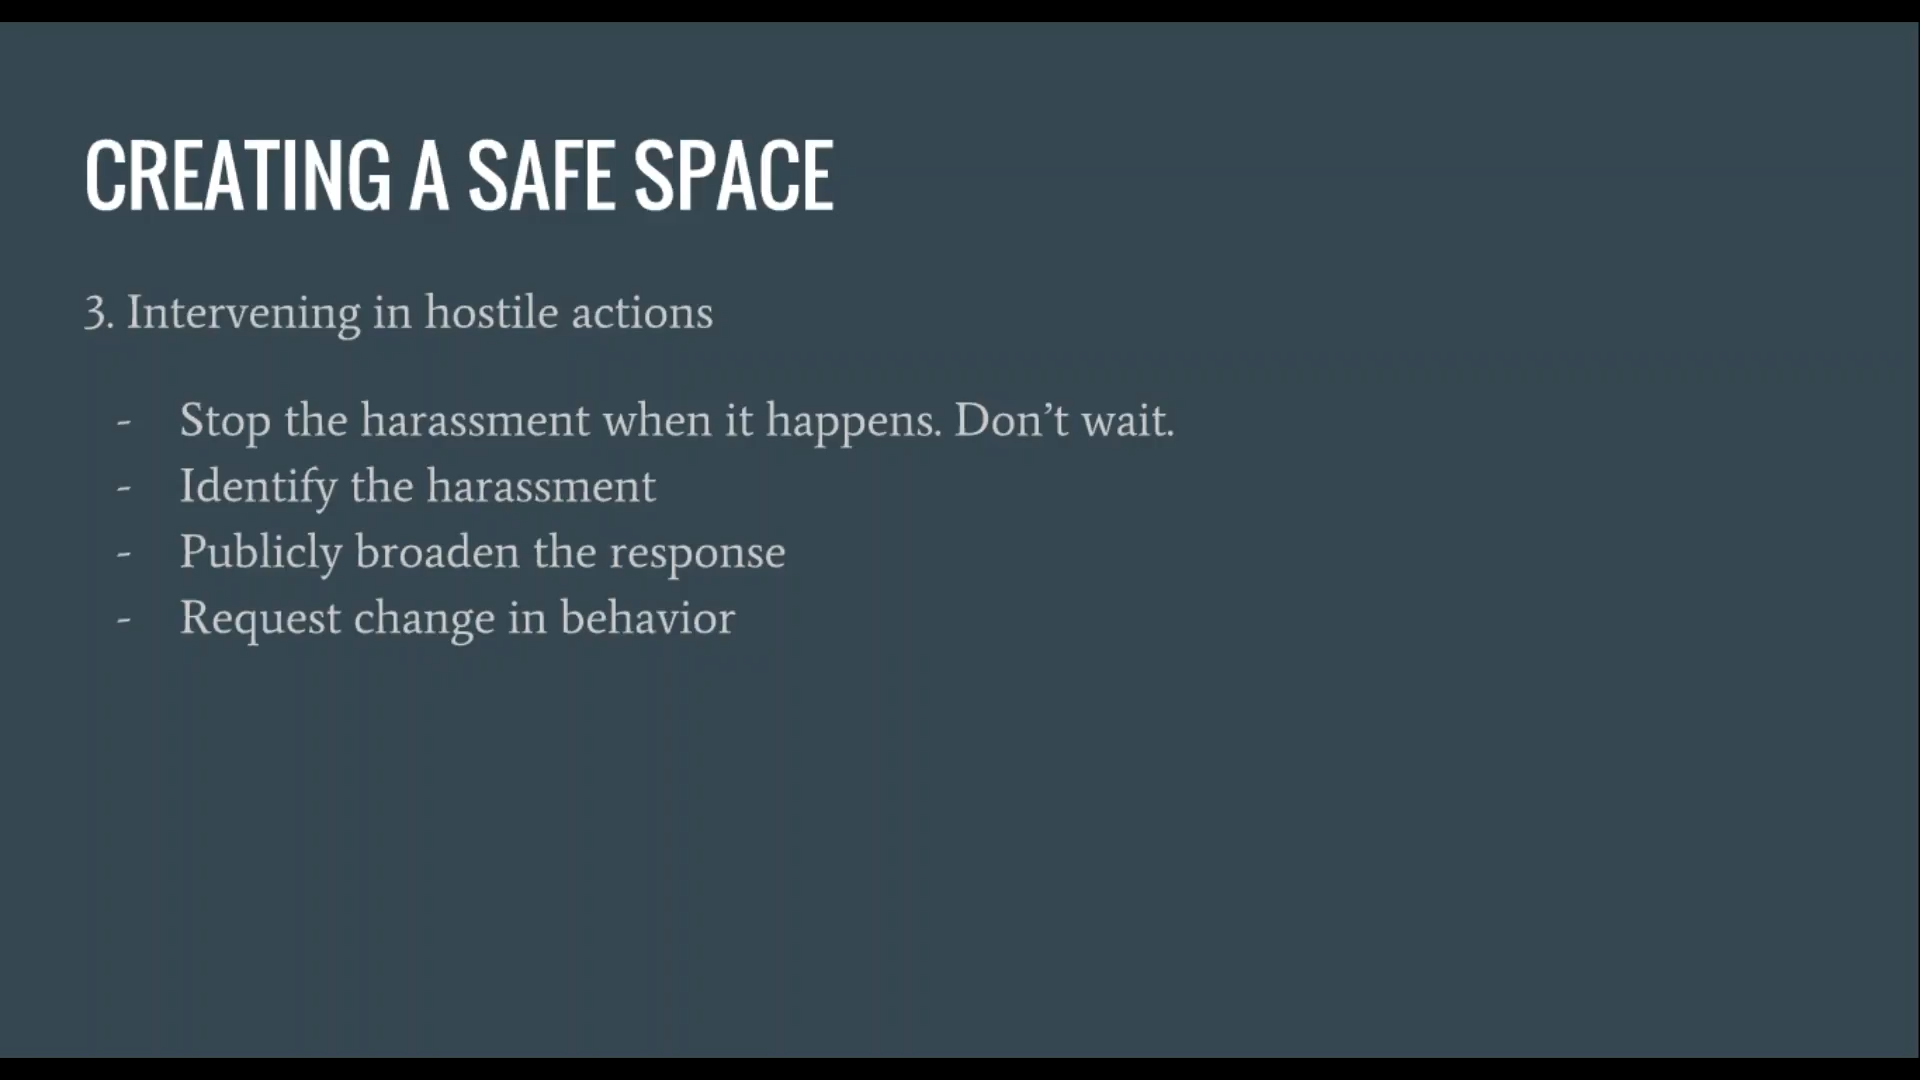 CREATING A SAFE SPACE
3. Intervening in hostile actions
- Stop the harassment when it happens. Don’t wait.
- Identify the harassment
- Publicly broaden the response
- Request change in behavior